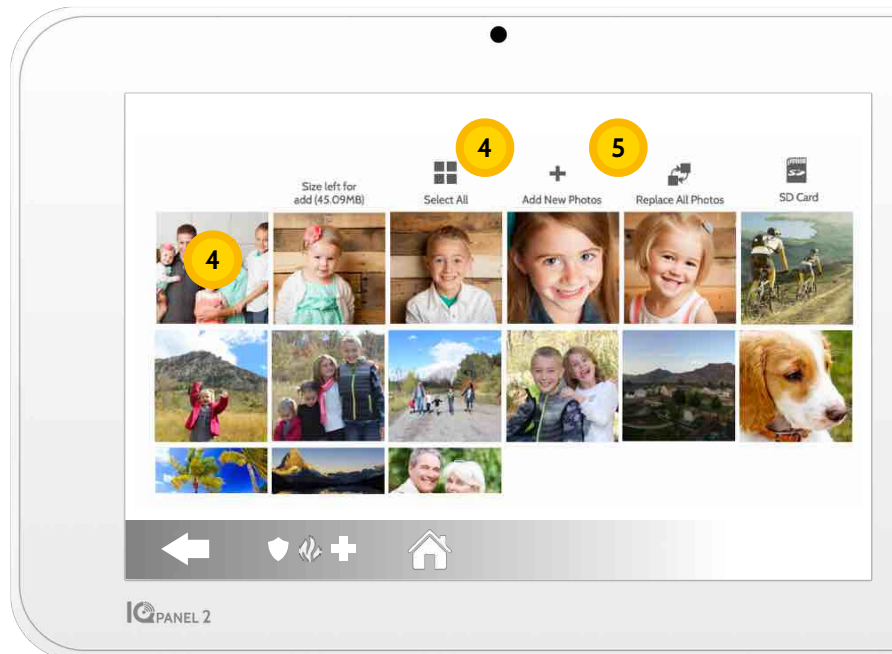 4
5
Size left for
add (45.09MB)
Select All
Add New Photos
Replace All Photos
SD Card
4
IQ PANEL 2